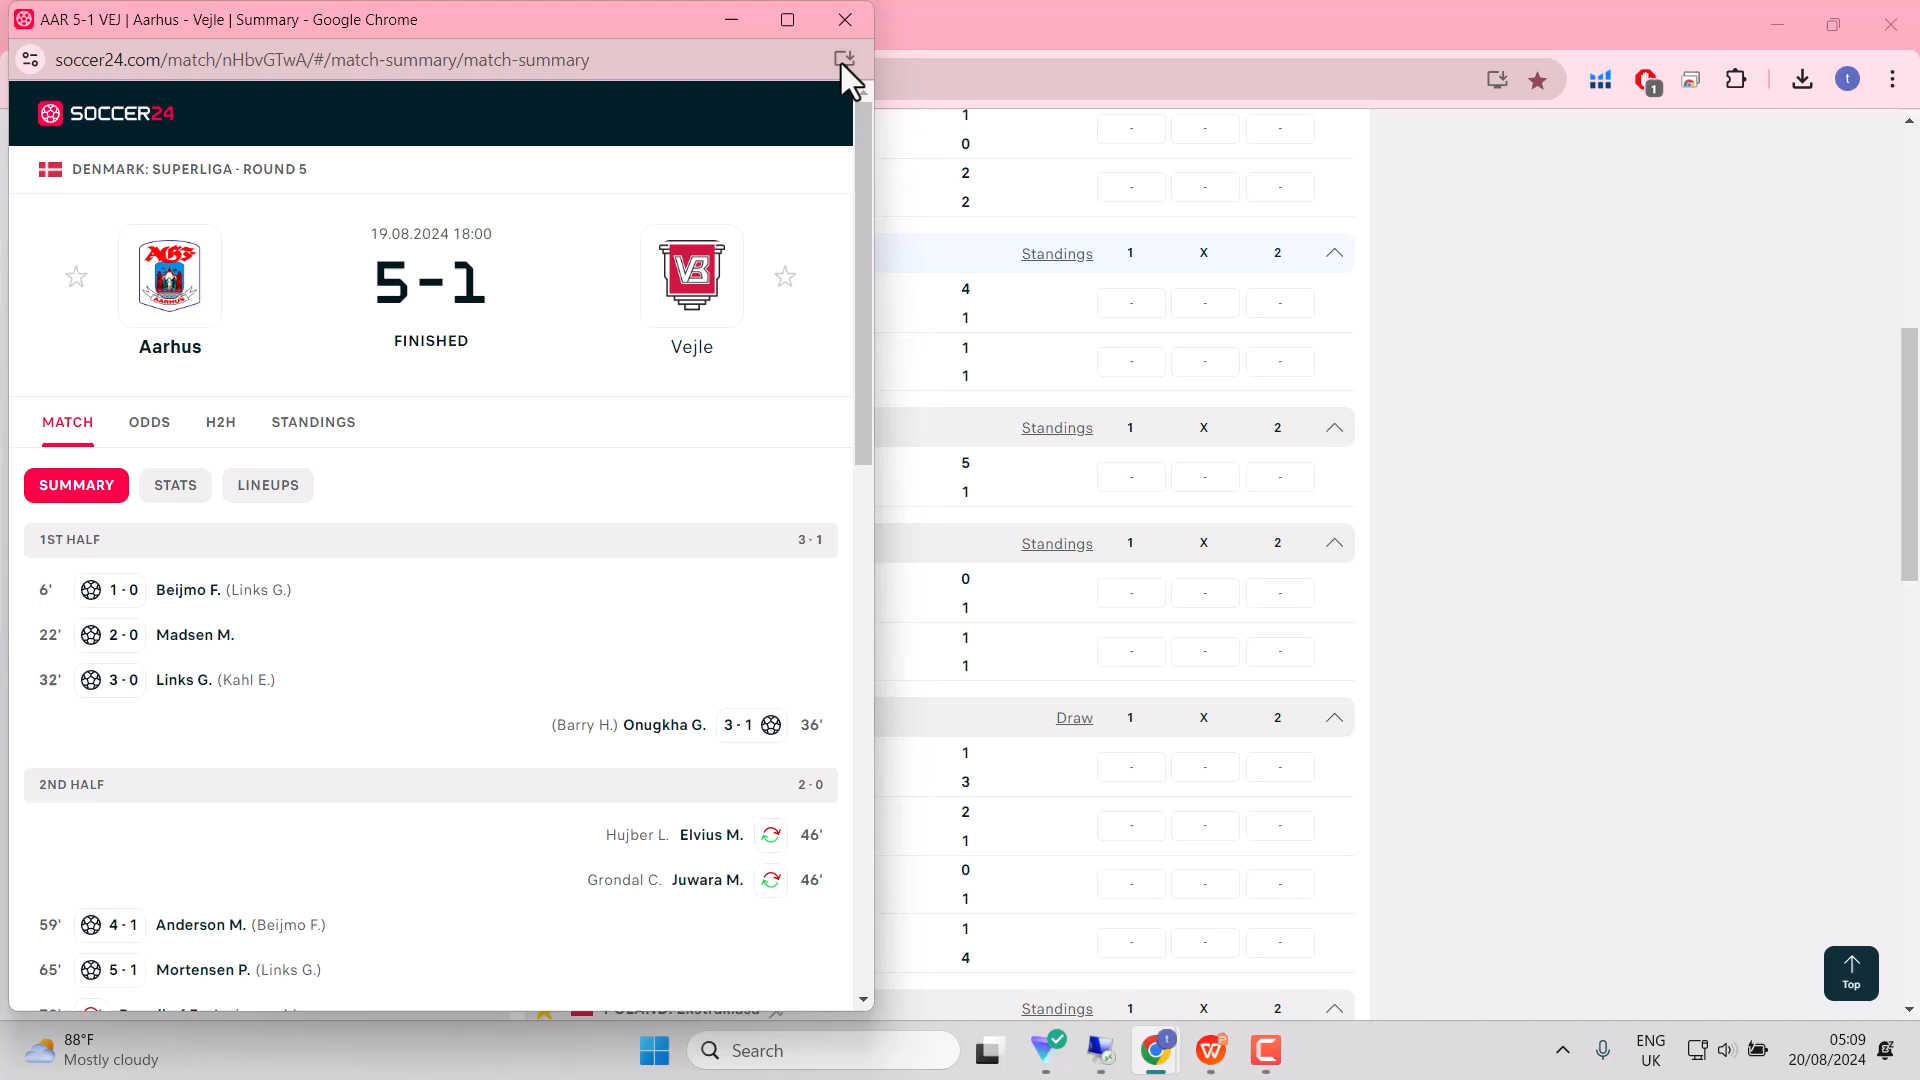 AAR 5-1 VEJ | Aarhus - Vejle | Summary - Google Chrome
soccer24.com/match/nHbvGTwA/#/match-summary/match-summary
SOCCER24
DENMARK: SUPERLIGA - ROUND 5
19.08.2024 18:00
5-1
FINISHED
AGF
AARHUS
Aarhus
VB
Vejle
MATCH ODDS H2H STANDINGS
SUMMARY STATS LINEUPS
1ST HALF 3 - 1
6' 1 - 0 Beijmo F. (Links G.)
22' 2 - 0 Madsen M.
32' 3 - 0 Links G. (Kahl E.)
(Barry H.) Onugkha G. 3 - 1 36'
2ND HALF 2 - 0
Hujber L. Elvius M. 46'
Grondal C. Juwara M. 46'
59' 4 - 1 Anderson M. (Beijmo F.)
65' 5 - 1 Mortensen P. (Links G.)
1
t
1
0 - - -
2
2 - - -
Standings 1 X 2
4
1 - - -
1
1 - - -
Standings 1 X 2
5
1 - - -
Standings 1 X 2
0
1 - - -
1
1 - - -
Draw 1 X 2
1
3 - - -
2
1 - - -
0
1 - - -
1
4 - - -
Standings 1 X 2
Top
88°F
Mostly cloudy
Search
t
ENG
UK
05:09
20/08/2024